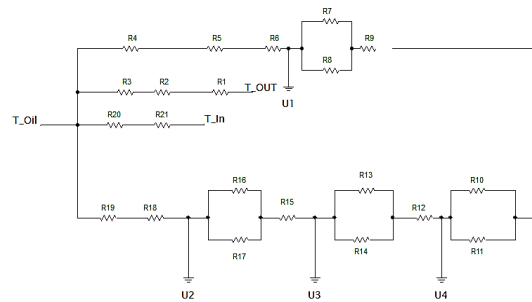 R7
R4 R5 R6 R9
R8
R3 R2 R1
T_OUT
U1
T_Oil R20 R21 T_In
R16 R13 R10
R19 R18 R15 R12
R17 R14 R11
U2 U3 U4